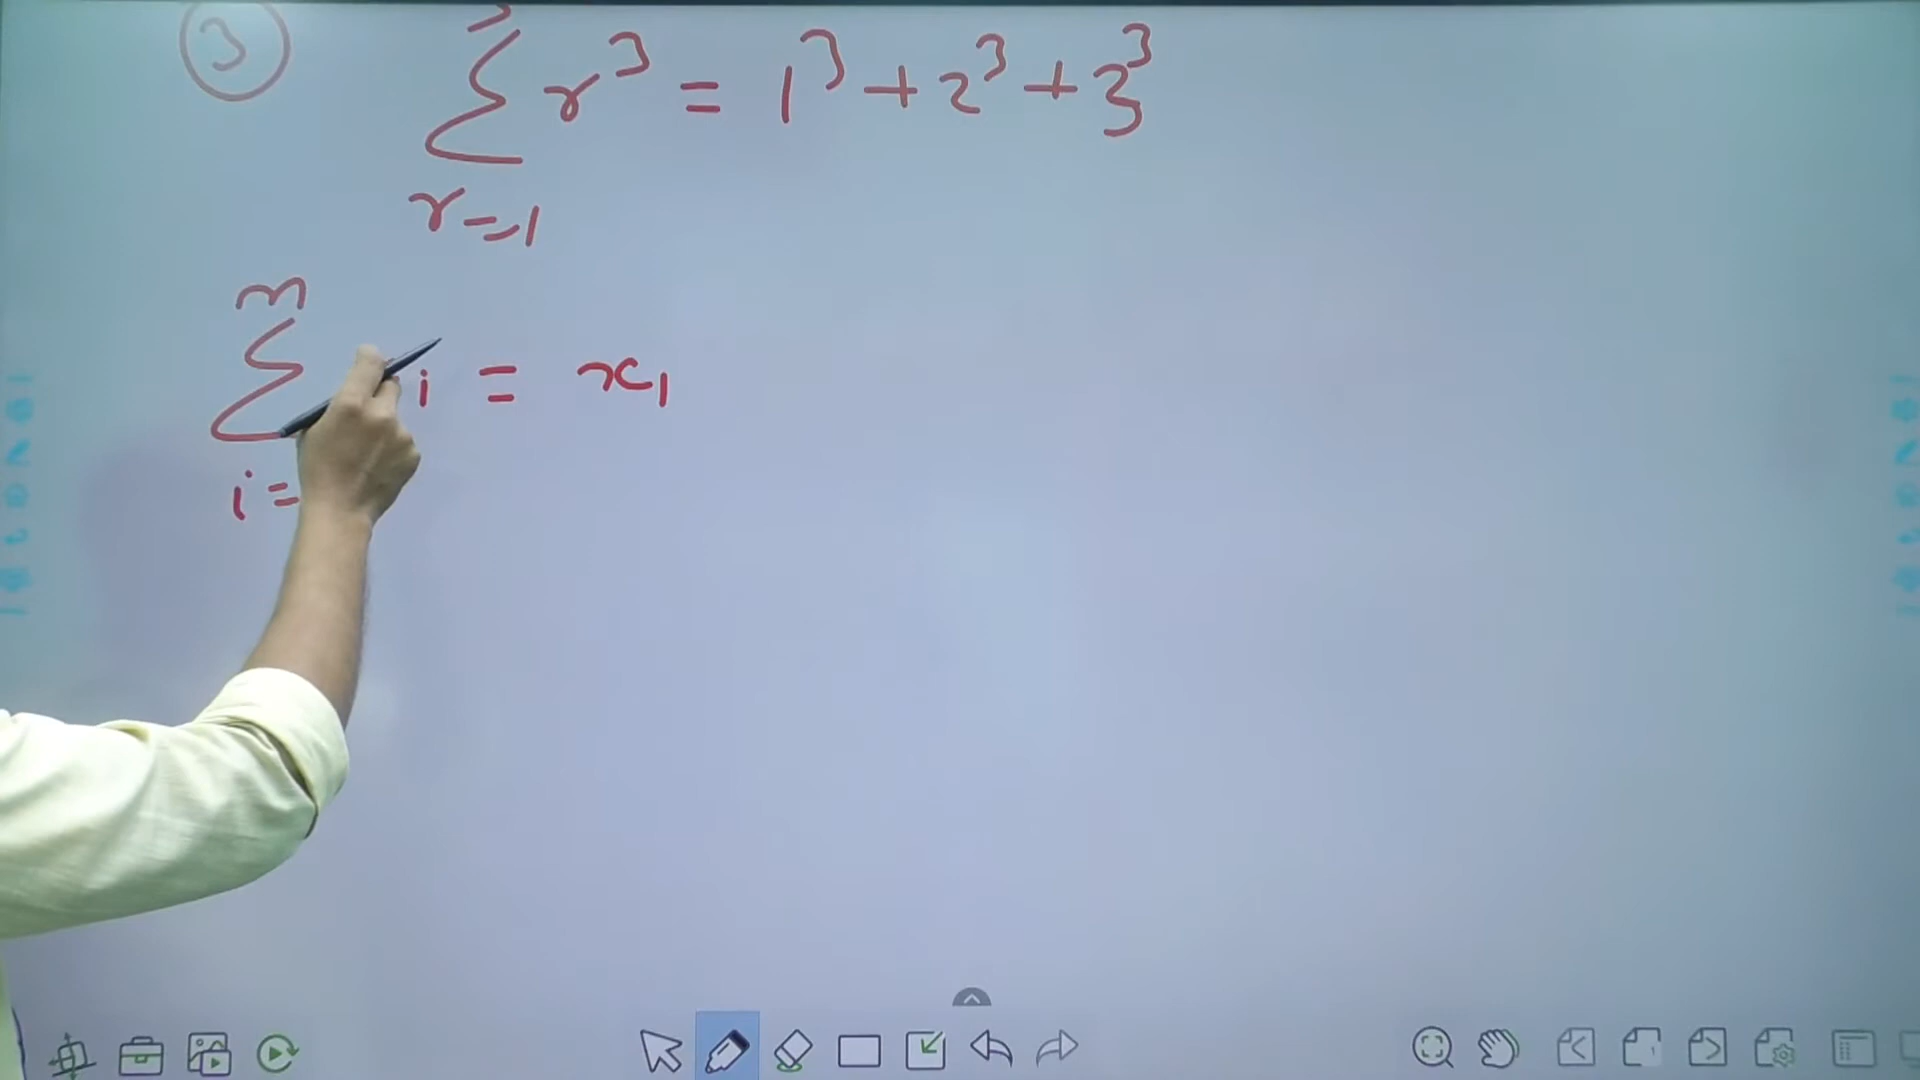 ③ ∑ r³ = 1³ + 2³ + 3³
r=1
n
∑ i = x₁
i=